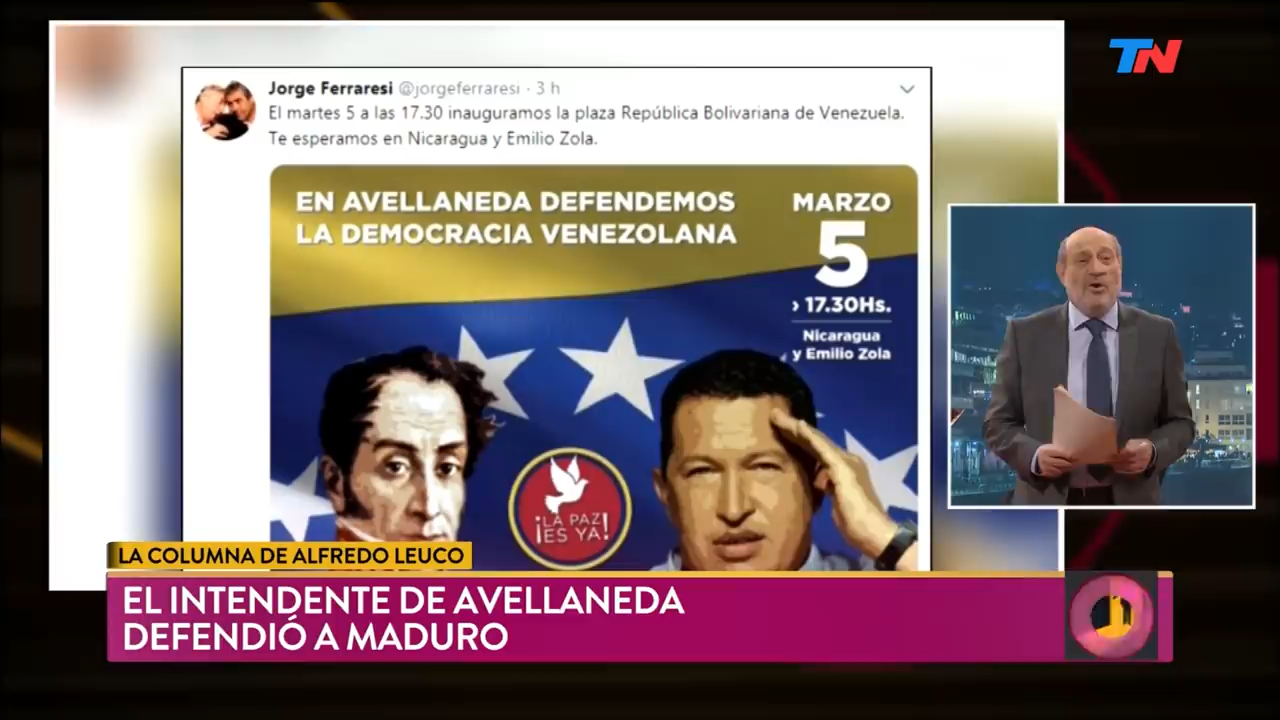 TN
Jorge Ferraresi @jorgeferraresi · 3 h
El martes 5 a las 17.30 inauguramos la plaza República Bolivariana de Venezuela.
Te esperamos en Nicaragua y Emilio Zola.
EN AVELLANEDA DEFENDEMOS
LA DEMOCRACIA VENEZOLANA
MARZO
5
› 17.30Hs.
Nicaragua
y Emilio Zola
¡LA PAZ
ES YA!
LA COLUMNA DE ALFREDO LEUCO
EL INTENDENTE DE AVELLANEDA
DEFENDIÓ A MADURO